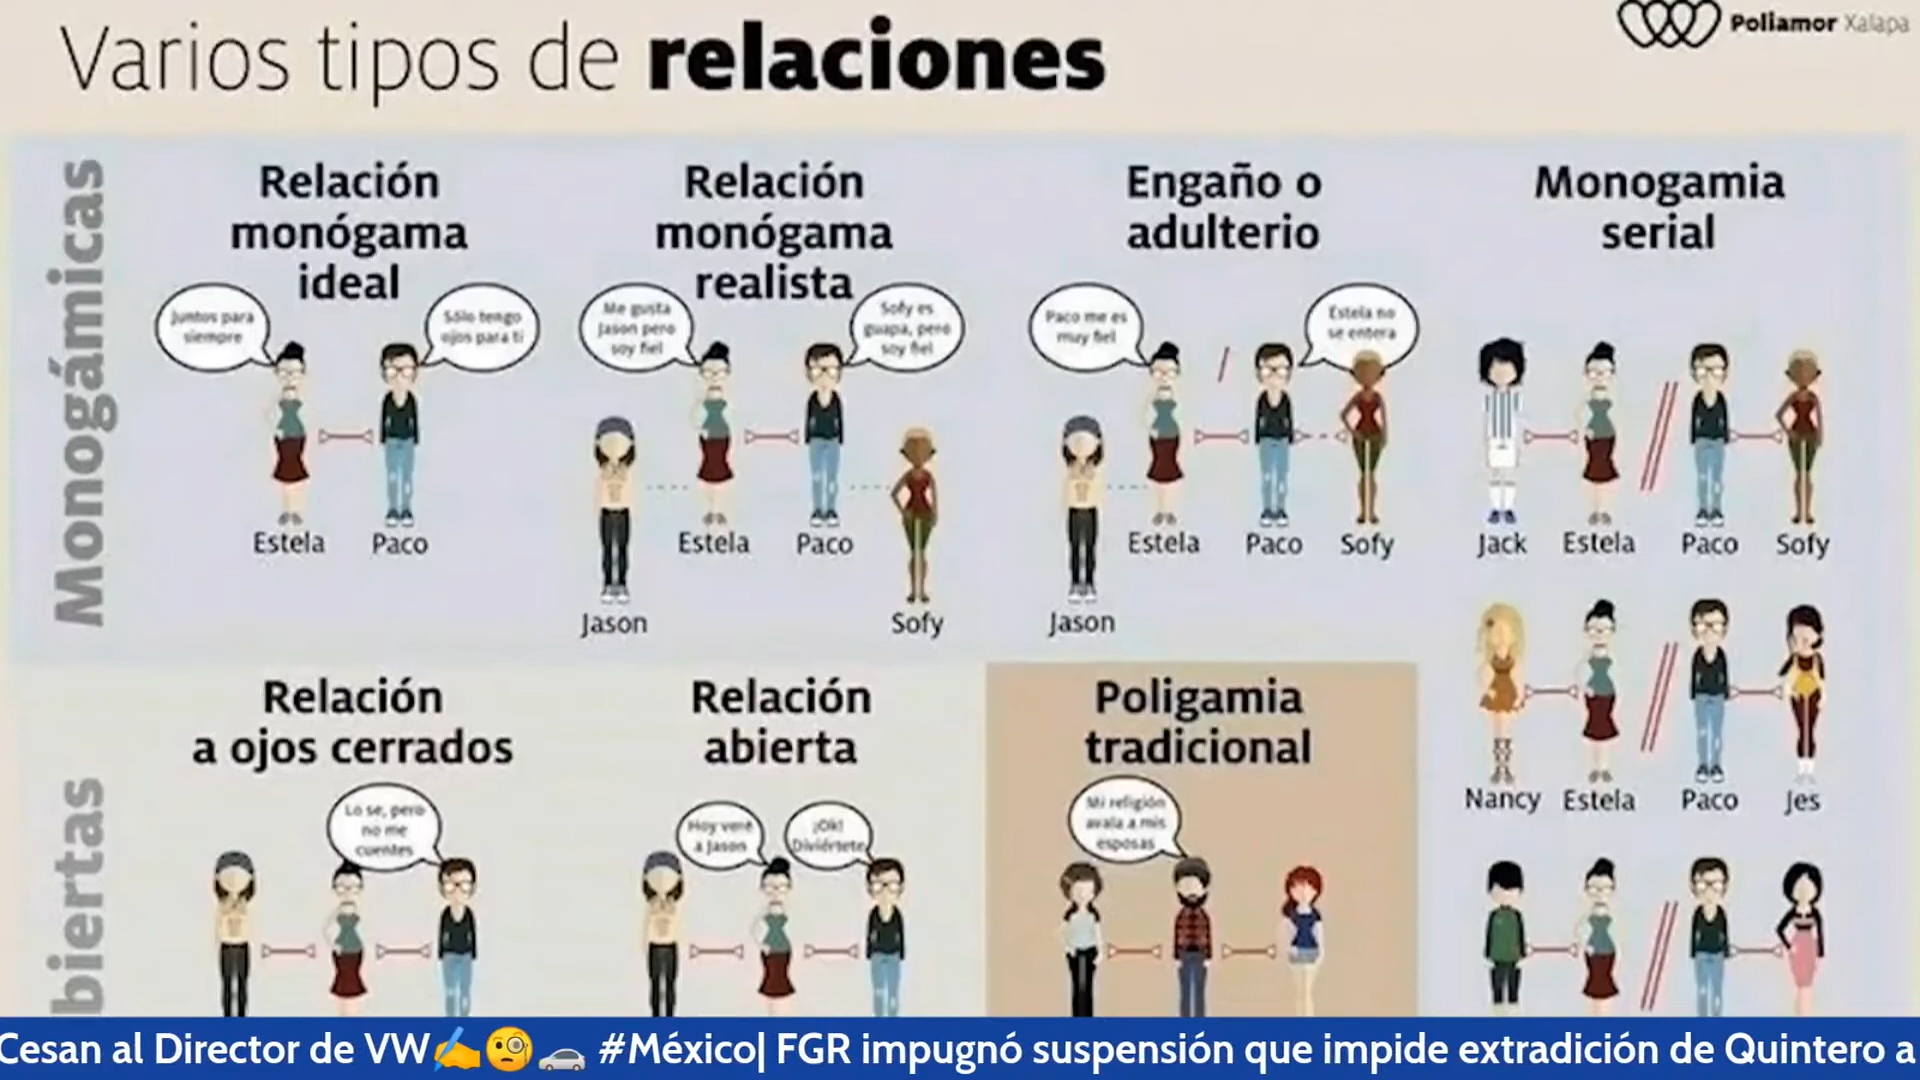 Varios tipos de relaciones
Poliamor Xalapa
Monogámicas
Relación
monógama
ideal
Juntos para
siempre
Sólo tengo
ojos para ti
Estela
Paco
Relación
monógama
realista
Me gusta
Jason pero
soy fiel
Sofy es
guapa, pero
soy fiel
Jason
Estela
Paco
Sofy
Engaño o
adulterio
Paco me es
muy fiel
Estela no
se entera
Jason
Estela
Paco
Sofy
Monogamia
serial
Jack
Estela
Paco
Sofy
Nancy
Estela
Paco
Jes
biertas
Relación
a ojos cerrados
Lo se, pero
no me
cuentes
Relación
abierta
Hoy veré
a Jason
¡Ok!
Diviértete
Poligamia
tradicional
Mi religión
avala a mis
esposas
Cesan al Director de VW✍️🧐🚗 #México| FGR impugnó suspensión que impide extradición de Quintero a